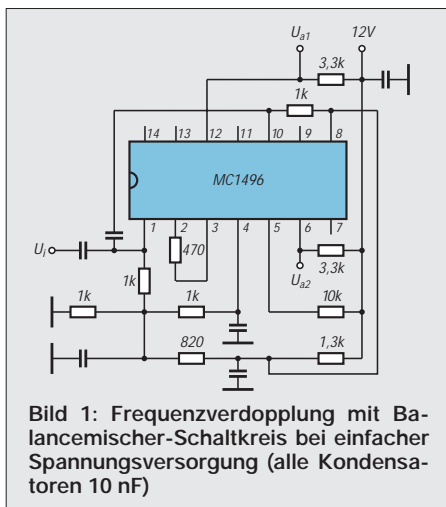 Ua1 12V
3,3k
1k
14 13 12 11 10 9 8
MC1496
1 2 3 4 5 6 7
Ui
470
3,3k
Ua2
1k
1k 1k 10k
820 1,3k
Bild 1: Frequenzverdopplung mit Ba-
lancemischer-Schaltkreis bei einfacher
Spannungsversorgung (alle Kondensa-
toren 10 nF)